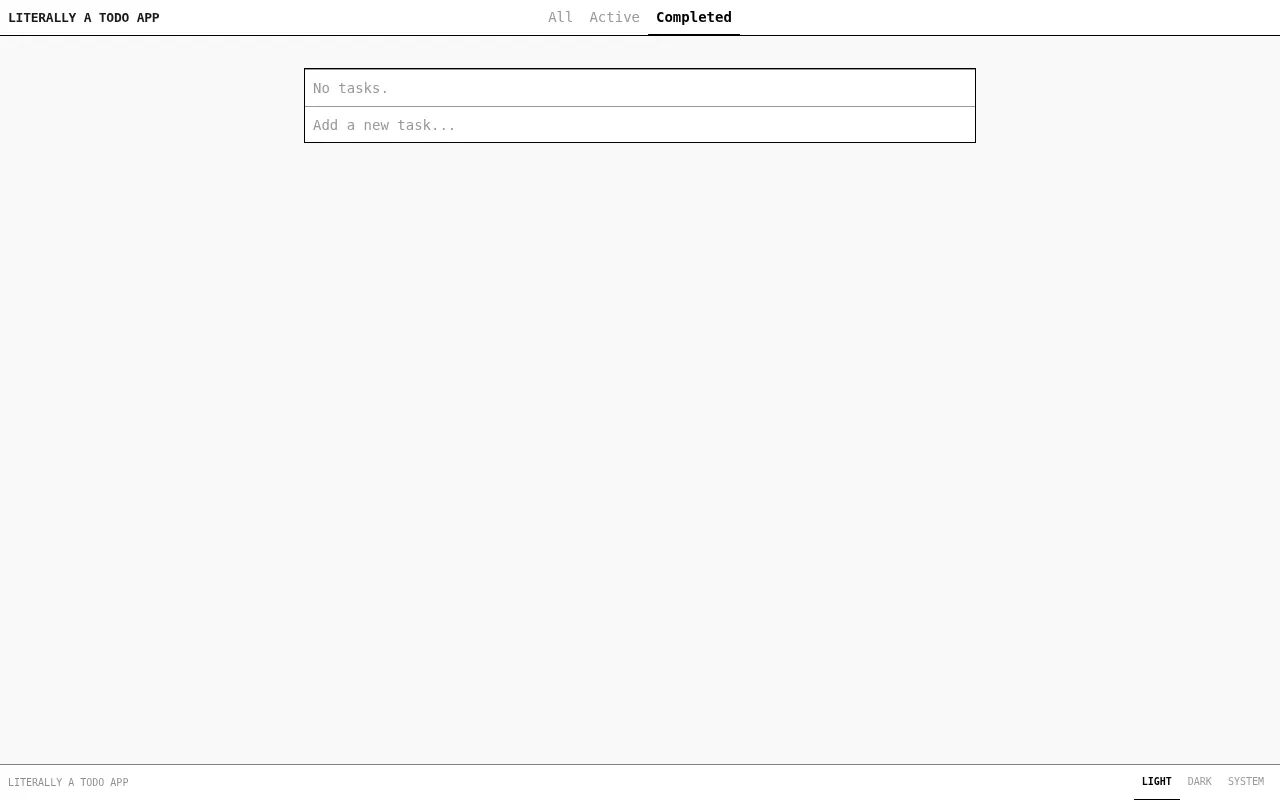 LITERALLY A TODO APP
All Active Completed
No tasks.
Add a new task...
LITERALLY A TODO APP
LIGHT DARK SYSTEM